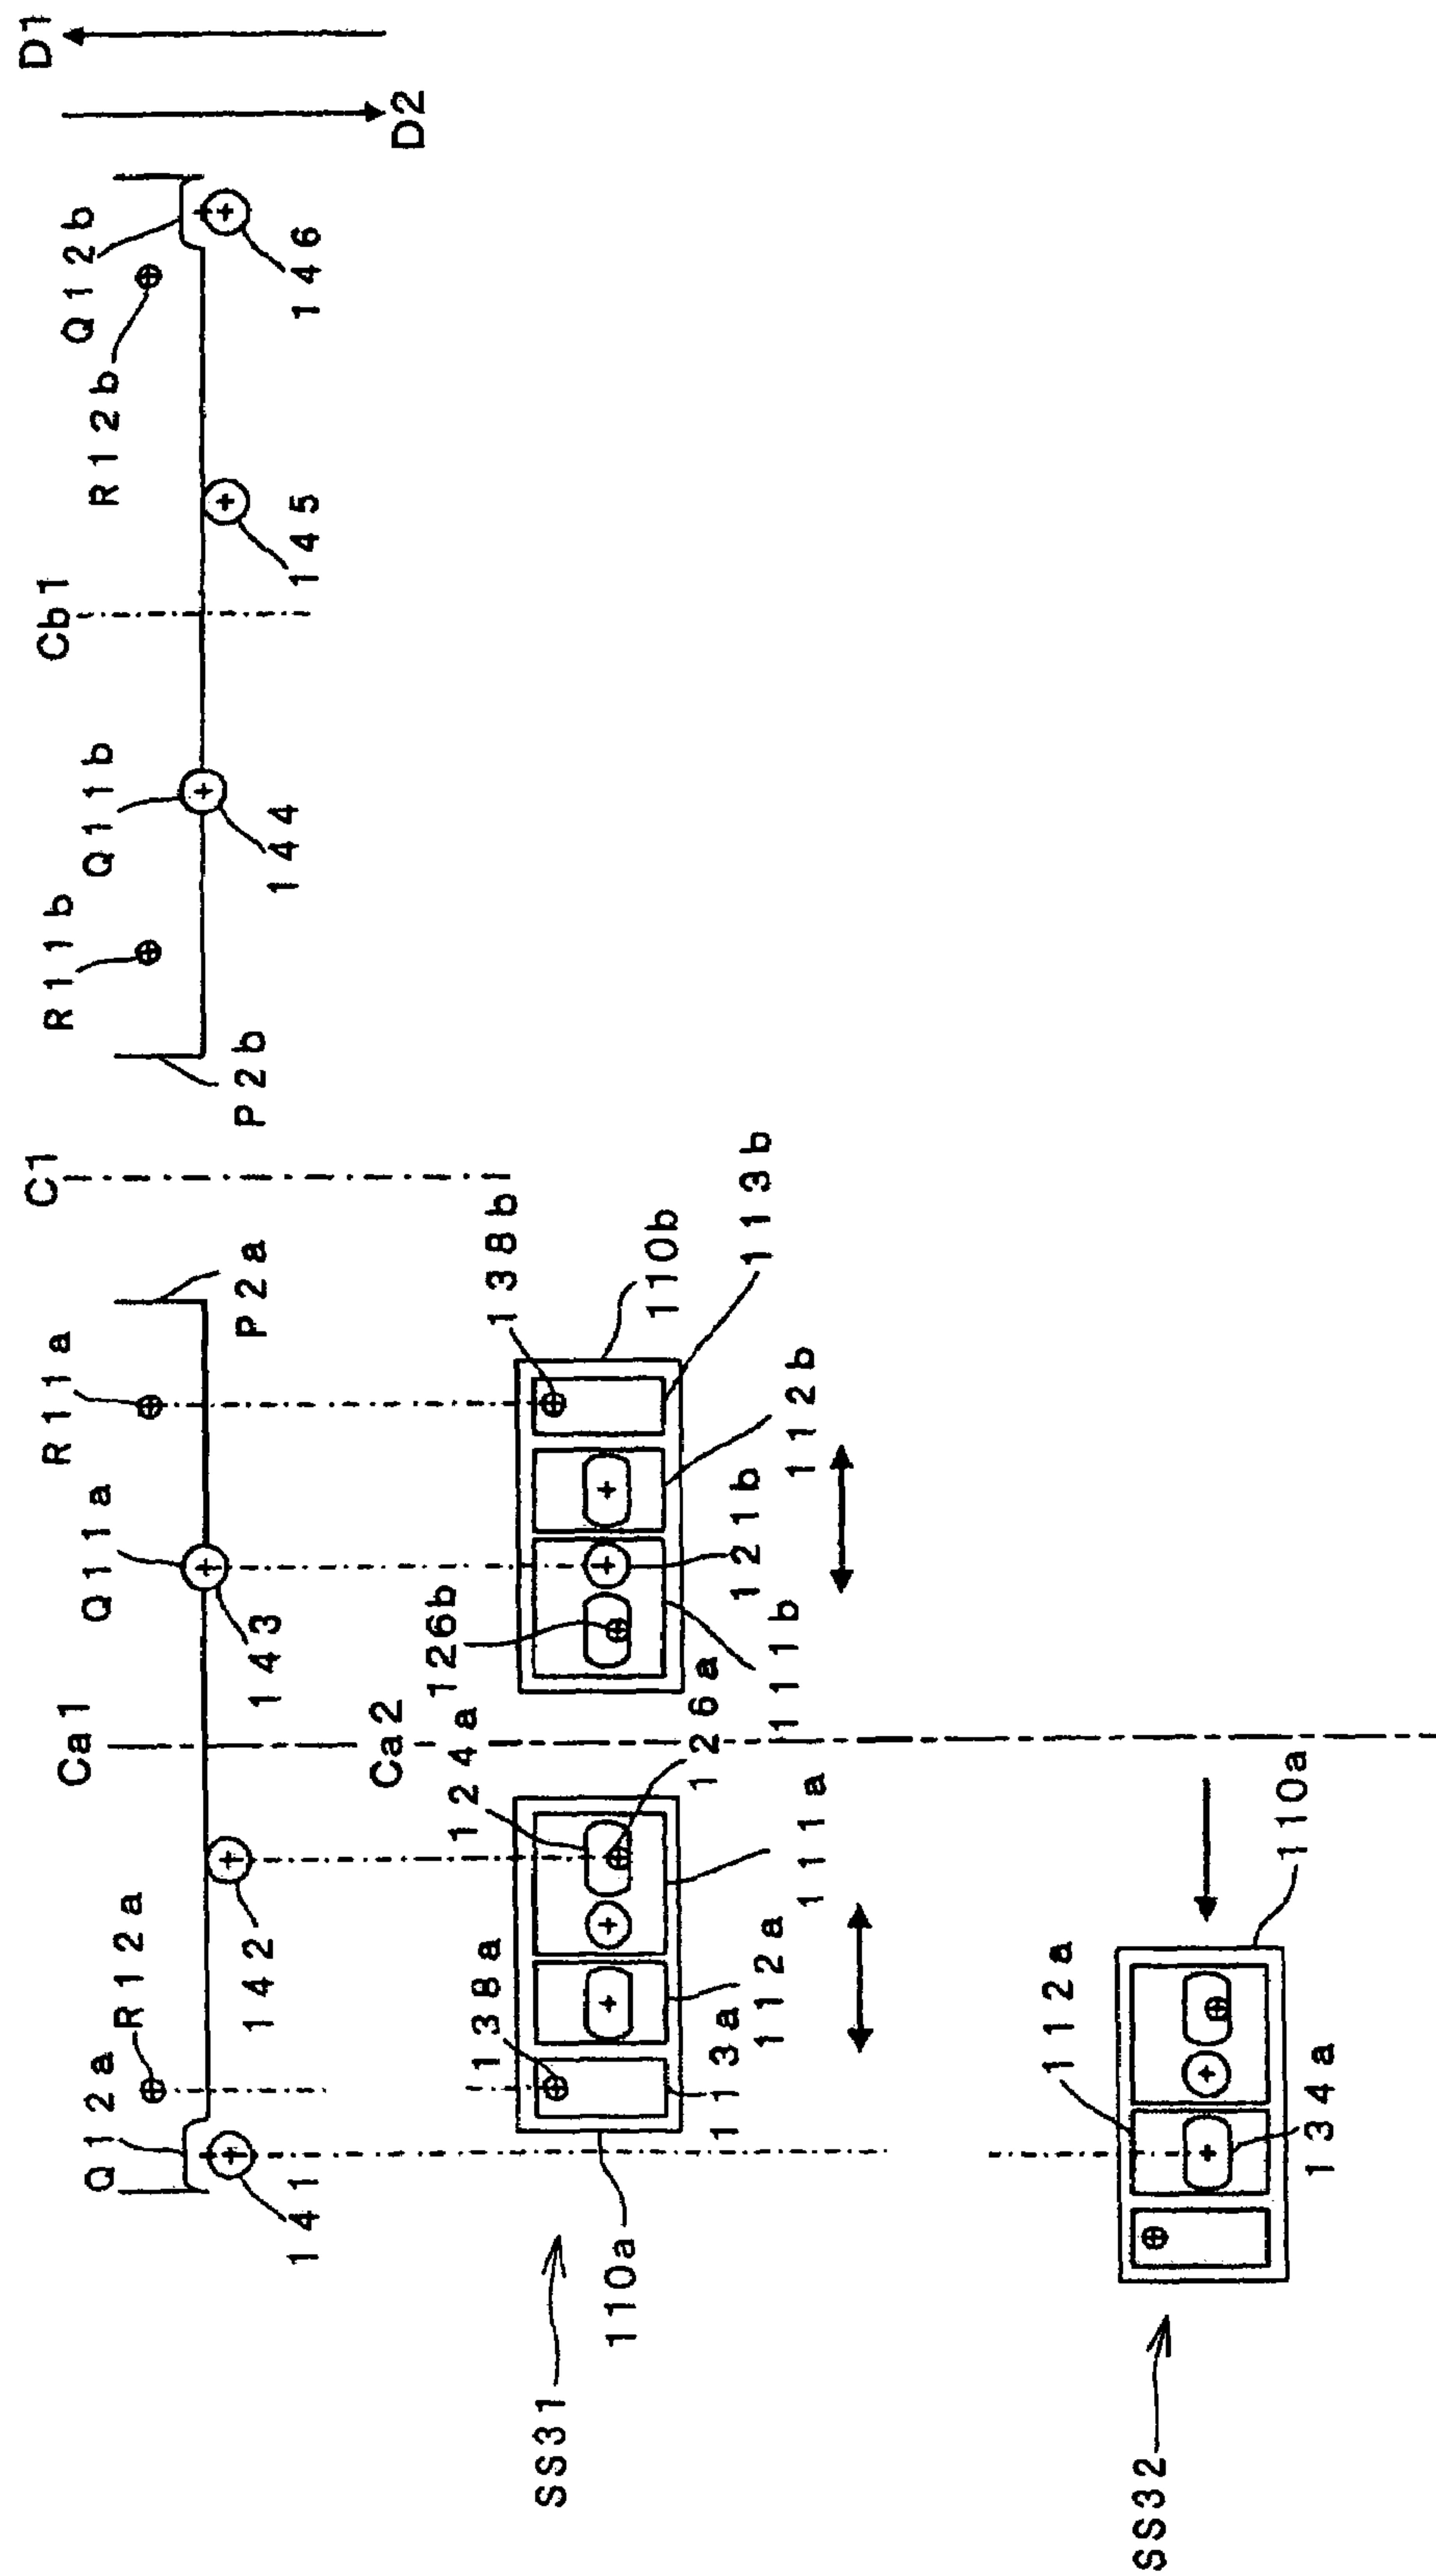 D1
D2
Q12b
R12b
146
145
Cb1
Q11b
144
R11b
P2b
C1
P2a
R11a
Q11a
143
Ca1
142
R12a
Q12a
141
138b
110b
113b
112b
121b
126b
111b
Ca2
124a
126a
111a
138a
112a
113a
110a
SS31
110a
112a
134a
SS32